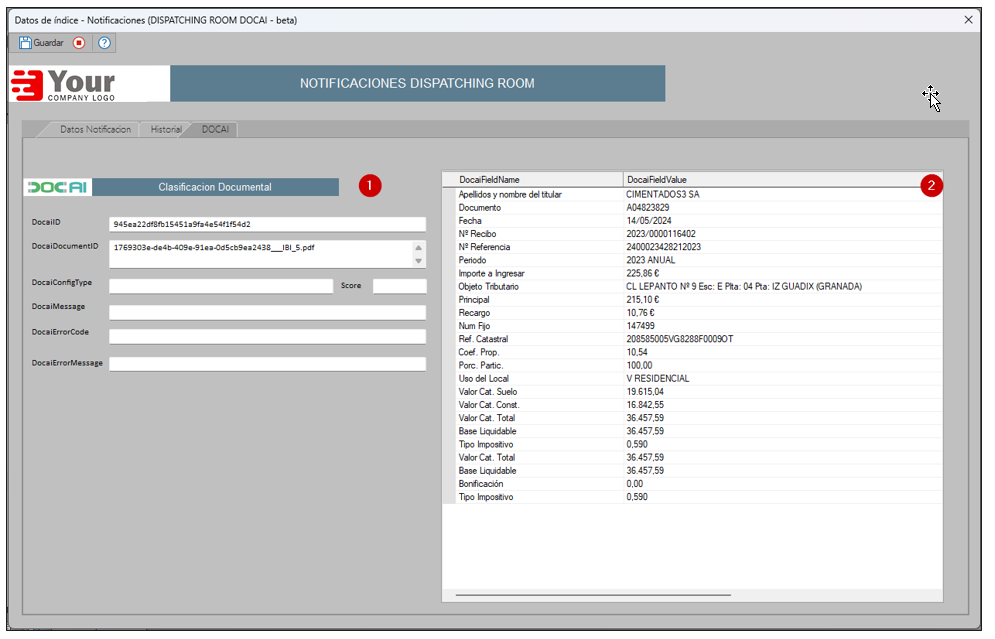 Datos de índice - Notificaciones (DISPATCHING ROOM DOCAI - beta)
Guardar
Your
COMPANY LOGO
NOTIFICACIONES DISPATCHING ROOM
Datos Notificacion Historial DOCAI
DOCAI Clasificacion Documental 1
DocaiID 945ea22df8fb15451a9fa4e54f1f54d2
DocaiDocumentID 1769303e-de4b-409e-91ea-0d5cb9ea2438___IBI_5.pdf
DocaiConfigType Score
DocaiMessage
DocaiErrorCode
DocaiErrorMessage
2
DocaiFieldName DocaiFieldValue
Apellidos y nombre del titular CIMENTADOS3 SA
Documento A04823829
Fecha 14/05/2024
Nº Recibo 2023/0000116402
Nº Referencia 2400023428212023
Periodo 2023 ANUAL
Importe a Ingresar 225,86 €
Objeto Tributario CL LEPANTO Nº 9 Esc: E Plta: 04 Pta: IZ GUADIX (GRANADA)
Principal 215,10 €
Recargo 10,76 €
Num Fijo 147499
Ref. Catastral 208585005VG8288F0009OT
Coef. Prop. 10,54
Porc. Partic. 100,00
Uso del Local V RESIDENCIAL
Valor Cat. Suelo 19.615,04
Valor Cat. Const. 16.842,55
Valor Cat. Total 36.457,59
Base Liquidable 36.457,59
Tipo Impositivo 0,590
Valor Cat. Total 36.457,59
Base Liquidable 36.457,59
Bonificación 0,00
Tipo Impositivo 0,590